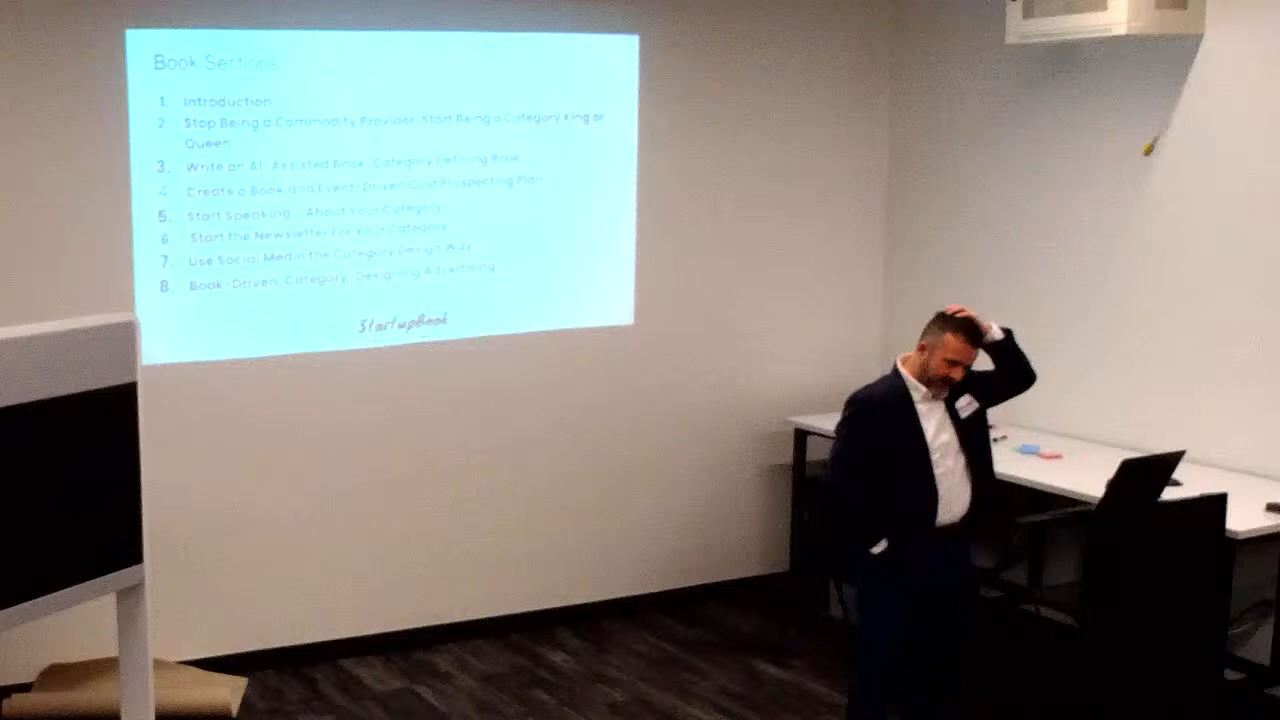 Book Sections
1. Introduction
2. Stop Being a Commodity Provider, Start Being a Category King or
Queen
3. Write an AI-Assisted Book, Category Defining Book
4. Create a Book and Event-Driven Cold Prospecting Plan
5. Start Speaking... About Your Category
6. Start the Newsletter For Your Category
7. Use Social Media the Category Design Way
8. Book-Driven, Category, Designing Advertising
StartupBook